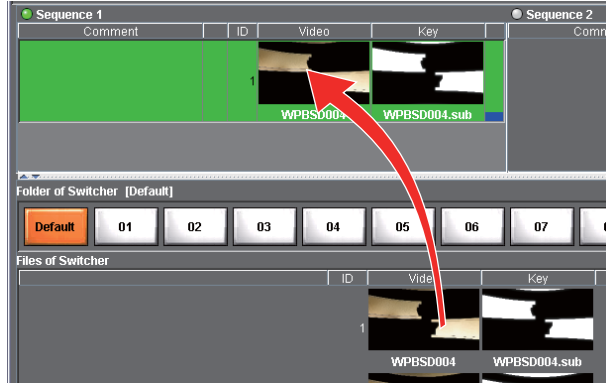 Sequence 1
Sequence 2
Comment ID Video Key
1
WPBSD004 WPBSD004.sub
Folder of Switcher [Default]
Default 01 02 03 04 05 06 07
Files of Switcher
ID Video Key
1
WPBSD004 WPBSD004.sub